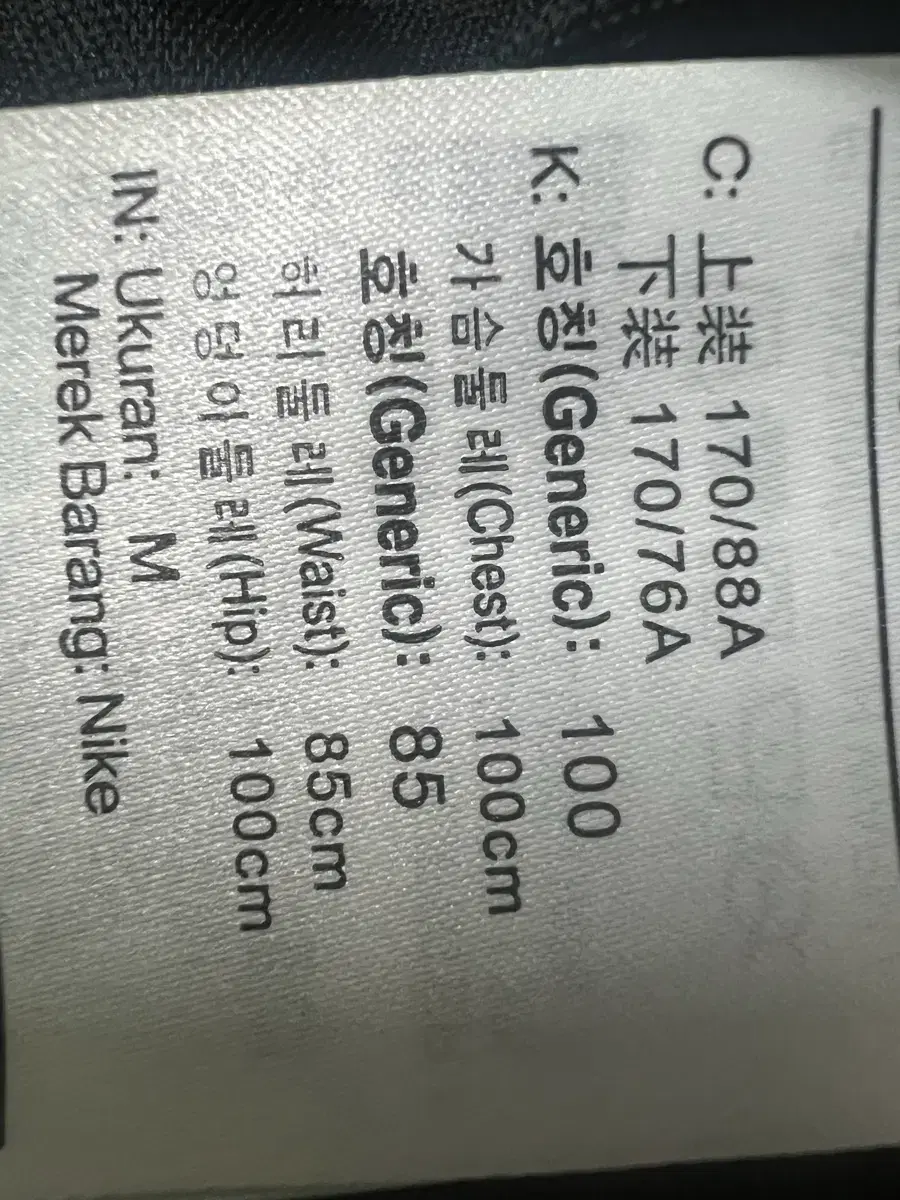 C: 上装 170/88A
下装 170/76A
K: 호칭(Generic): 100
가슴둘레(Chest): 100cm
호칭(Generic): 85
허리둘레(Waist): 85cm
엉덩이둘레(Hip): 100cm
IN: Ukuran: M
Merek Barang: Nike